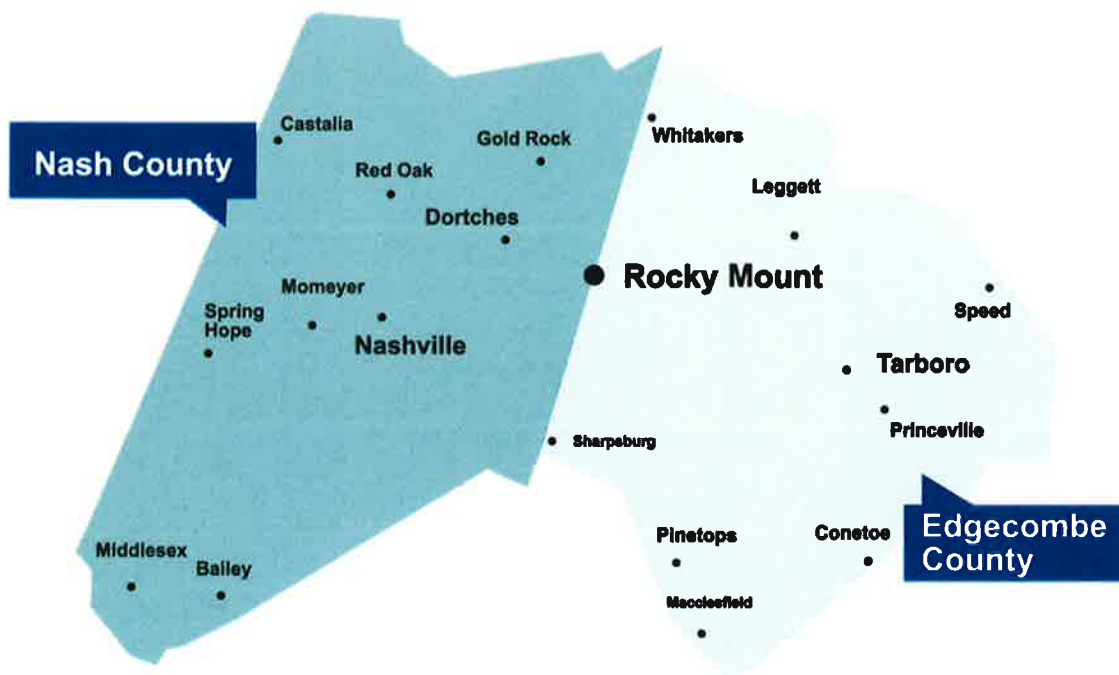 Castalia
Gold Rock
Whitakers
Nash County
Red Oak
Leggett
Dortches
Rocky Mount
Momeyer
Spring
Hope
Speed
Nashville
Tarboro
Princeville
Sharpsburg
Edgecombe
County
Pinetops
Conetoe
Middlesex
Bailey
Macclesfield